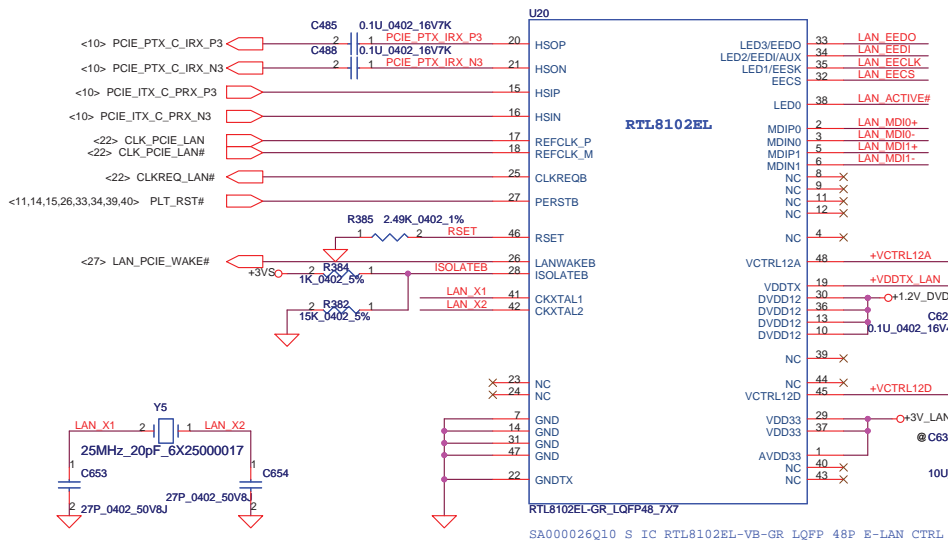 U20
C485 0.1U_0402_16V7K
<10> PCIE_PTX_C_IRX_P3 2 1 PCIE_PTX_IRX_P3 20 HSOP
C488 0.1U_0402_16V7K
<10> PCIE_PTX_C_IRX_N3 2 1 PCIE_PTX_IRX_N3 21 HSON
<10> PCIE_ITX_C_PRX_P3 15 HSIP
<10> PCIE_ITX_C_PRX_N3 16 HSIN
<22> CLK_PCIE_LAN 17 REFCLK_P
<22> CLK_PCIE_LAN# 18 REFCLK_M
<22> CLKREQ_LAN# 25 CLKREQB
<11,14,15,26,33,34,39,40> PLT_RST# 27 PERSTB
R385 2.49K_0402_1%
1 2 RSET 46 RSET
<27> LAN_PCIE_WAKE# 26 LANWAKEB
+3VS 2 R384 1 ISOLATEB 28 ISOLATEB
1K_0402_5%
LAN_X1 41 CKXTAL1
2 R382 1 LAN_X2 42 CKXTAL2
15K_0402_5%
23 NC
24 NC
7 GND
14 GND
31 GND
47 GND
22 GNDTX
RTL8102EL
LED3/EEDO 33 LAN_EEDO
LED2/EEDI/AUX 34 LAN_EEDI
LED1/EESK 35 LAN_EECLK
EECS 32 LAN_EECS
LED0 38 LAN_ACTIVE#
MDIP0 2 LAN_MDI0+
MDIN0 3 LAN_MDI0-
MDIP1 5 LAN_MDI1+
MDIN1 6 LAN_MDI1-
NC 8
NC 9
NC 11
NC 12
NC 4
VCTRL12A 48 +VCTRL12A
VDDTX 19 +VDDTX_LAN
DVDD12 30 +1.2V_DVD
DVDD12 36
DVDD12 13
DVDD12 10
C62
0.1U_0402_16V4
NC 39
NC 44
VCTRL12D 45 +VCTRL12D
VDD33 29 +3V_LAN
VDD33 37
@ C63
AVDD33 1
NC 40
NC 43
10U
Y5
LAN_X1 2 1 LAN_X2
25MHz_20pF_6X25000017
1 C653 2
27P_0402_50V8J
1 C654 2
27P_0402_50V8J
RTL8102EL-GR_LQFP48_7X7
SA000026Q10 S IC RTL8102EL-VB-GR LQFP 48P E-LAN CTRL